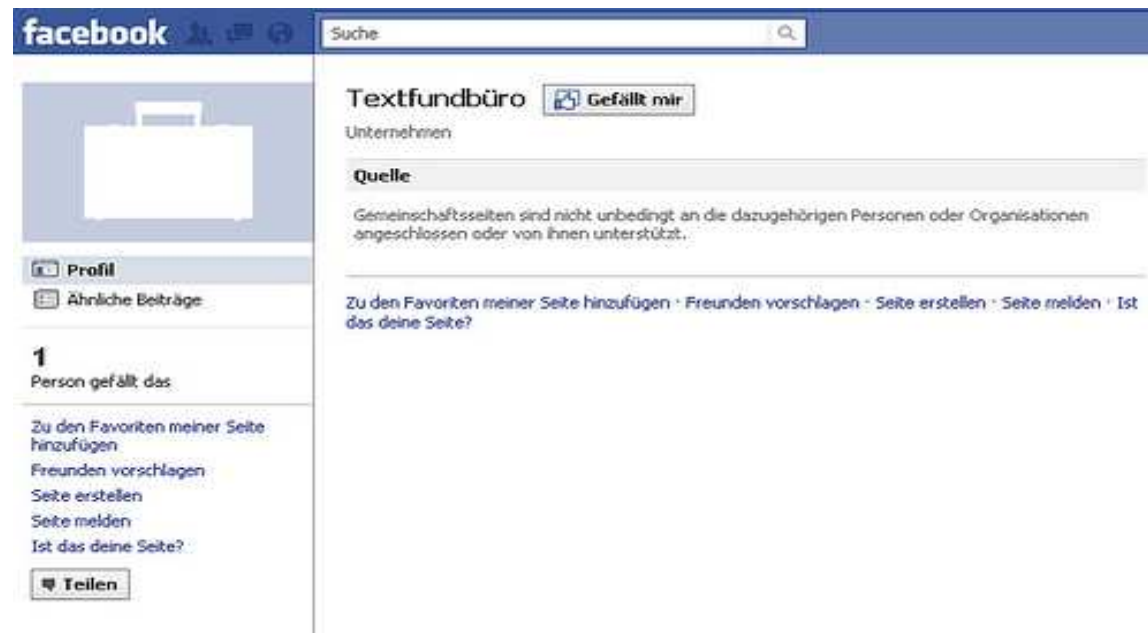 facebook
Suche
Textfundbüro
Gefällt mir
Unternehmen
Quelle
Gemeinschaftsseiten sind nicht unbedingt an die dazugehörigen Personen oder Organisationen
angeschlossen oder von ihnen unterstützt.
Zu den Favoriten meiner Seite hinzufügen · Freunden vorschlagen · Seite erstellen · Seite melden · Ist
das deine Seite?
Profil
Ähnliche Beiträge
1
Person gefällt das
Zu den Favoriten meiner Seite
hinzufügen
Freunden vorschlagen
Seite erstellen
Seite melden
Ist das deine Seite?
Teilen